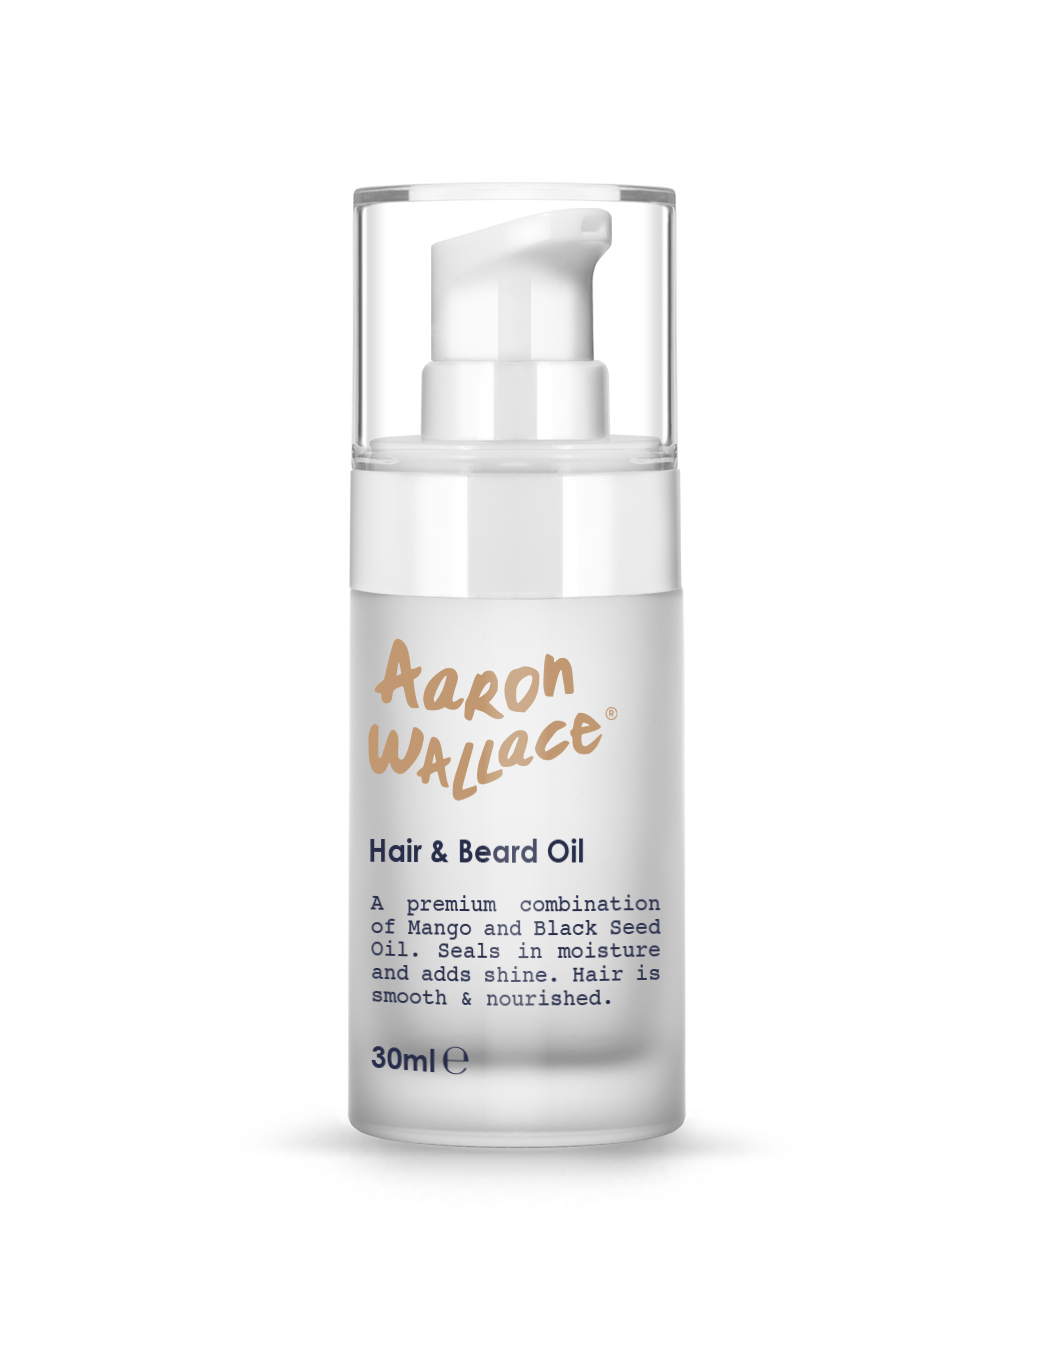 Aaron
Wallace®
Hair & Beard Oil
A premium combination
of Mango and Black Seed
Oil. Seals in moisture
and adds shine. Hair is
smooth & nourished.
30ml ℮